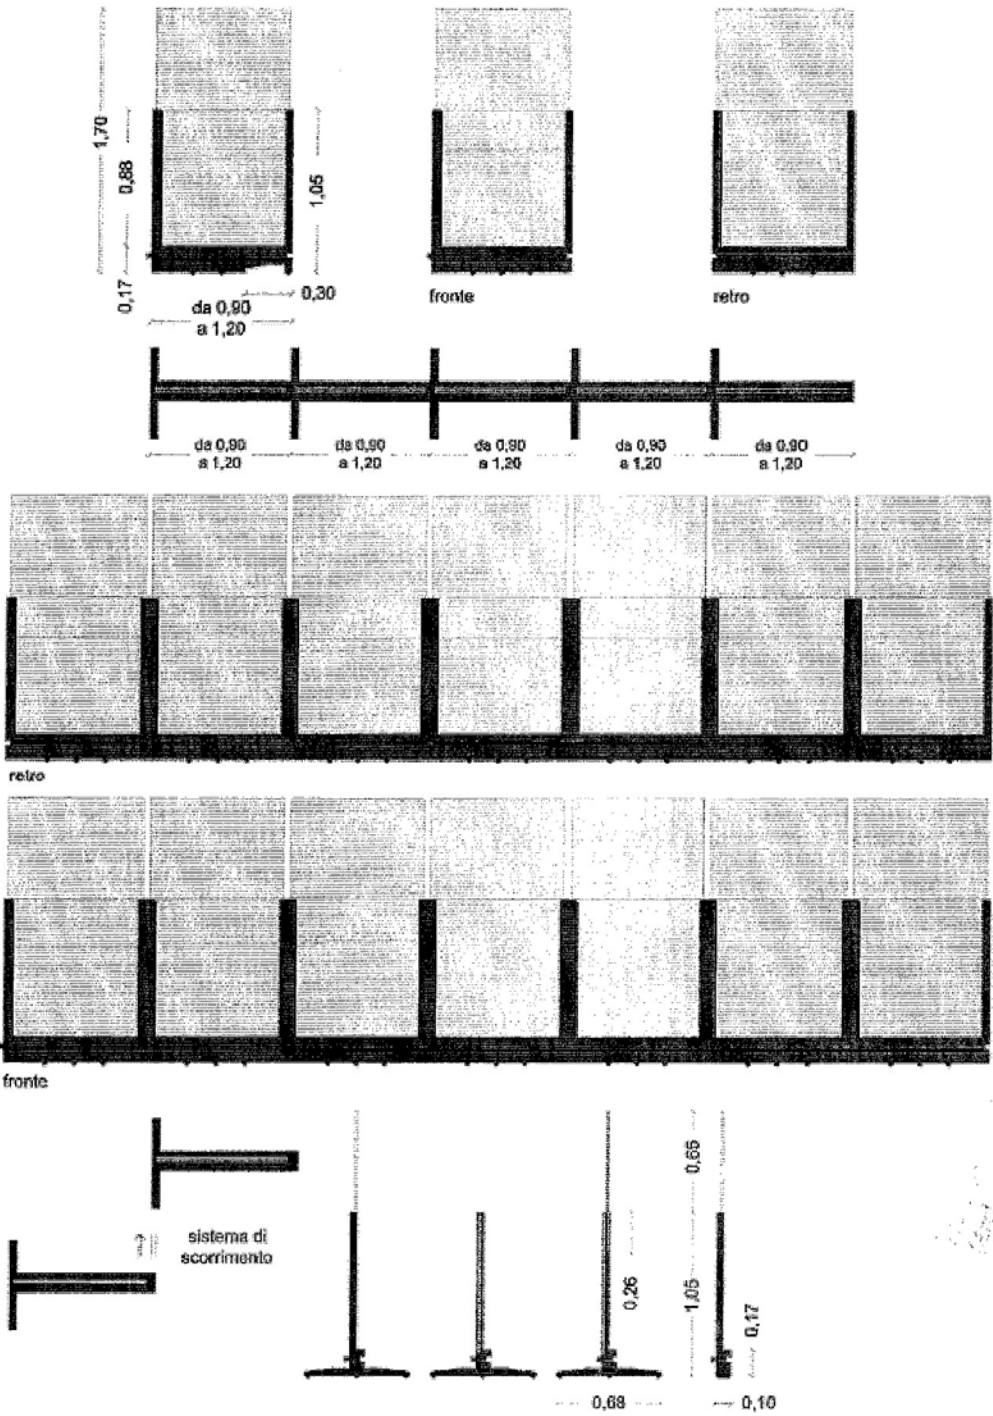 1,70
0,88
1,05
0,17
0,30
da 0,90
a 1,20
fronte
retro
da 0,90
a 1,20
da 0,90
a 1,20
da 0,90
a 1,20
da 0,90
a 1,20
da 0,90
a 1,20
retro
fronte
sistema di
scorrimento
0,65
0,26
1,05
0,17
0,68
0,10